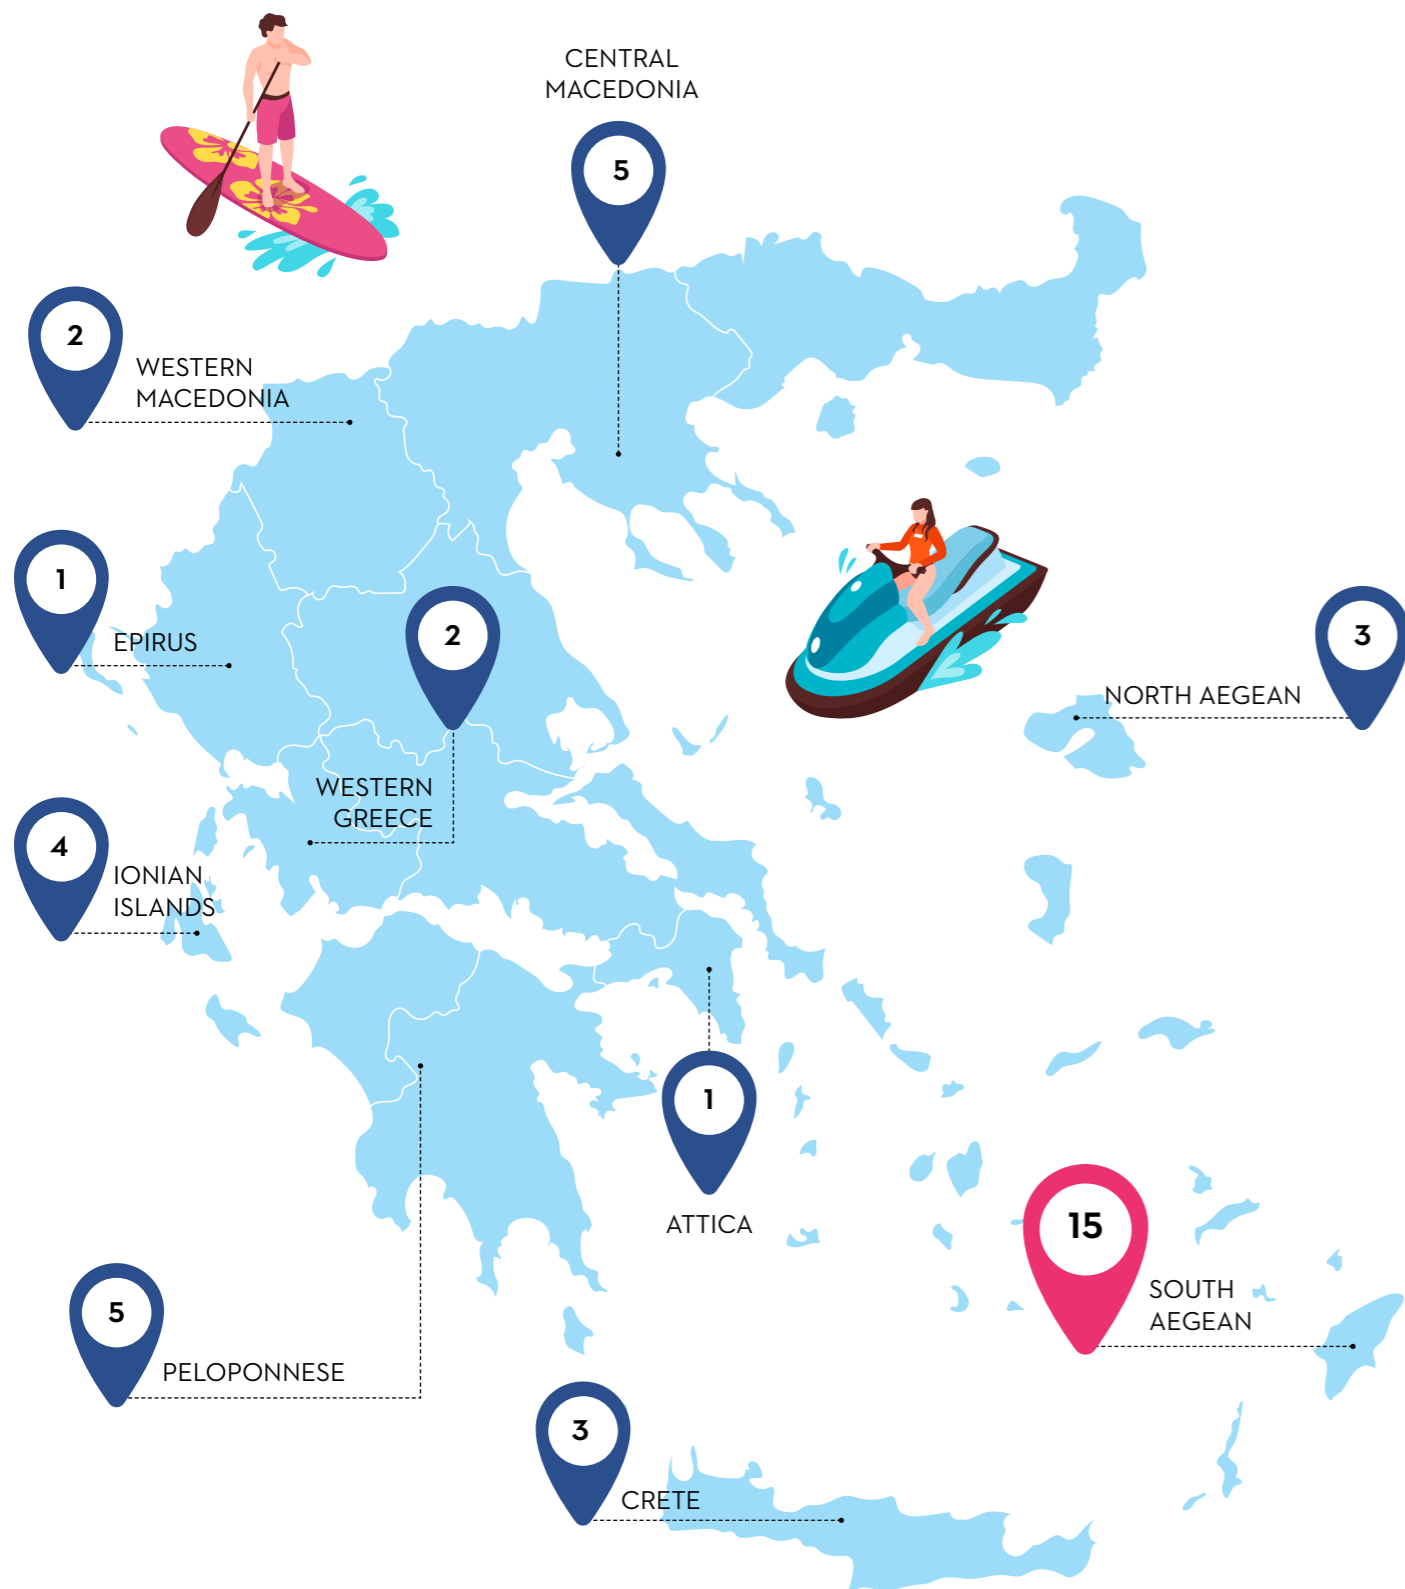 CENTRAL
MACEDONIA
5
2
WESTERN
MACEDONIA
1
EPIRUS
2
WESTERN
GREECE
3
NORTH AEGEAN
4
IONIAN
ISLANDS
1
ATTICA
15
SOUTH
AEGEAN
5
PELOPONNESE
3
CRETE